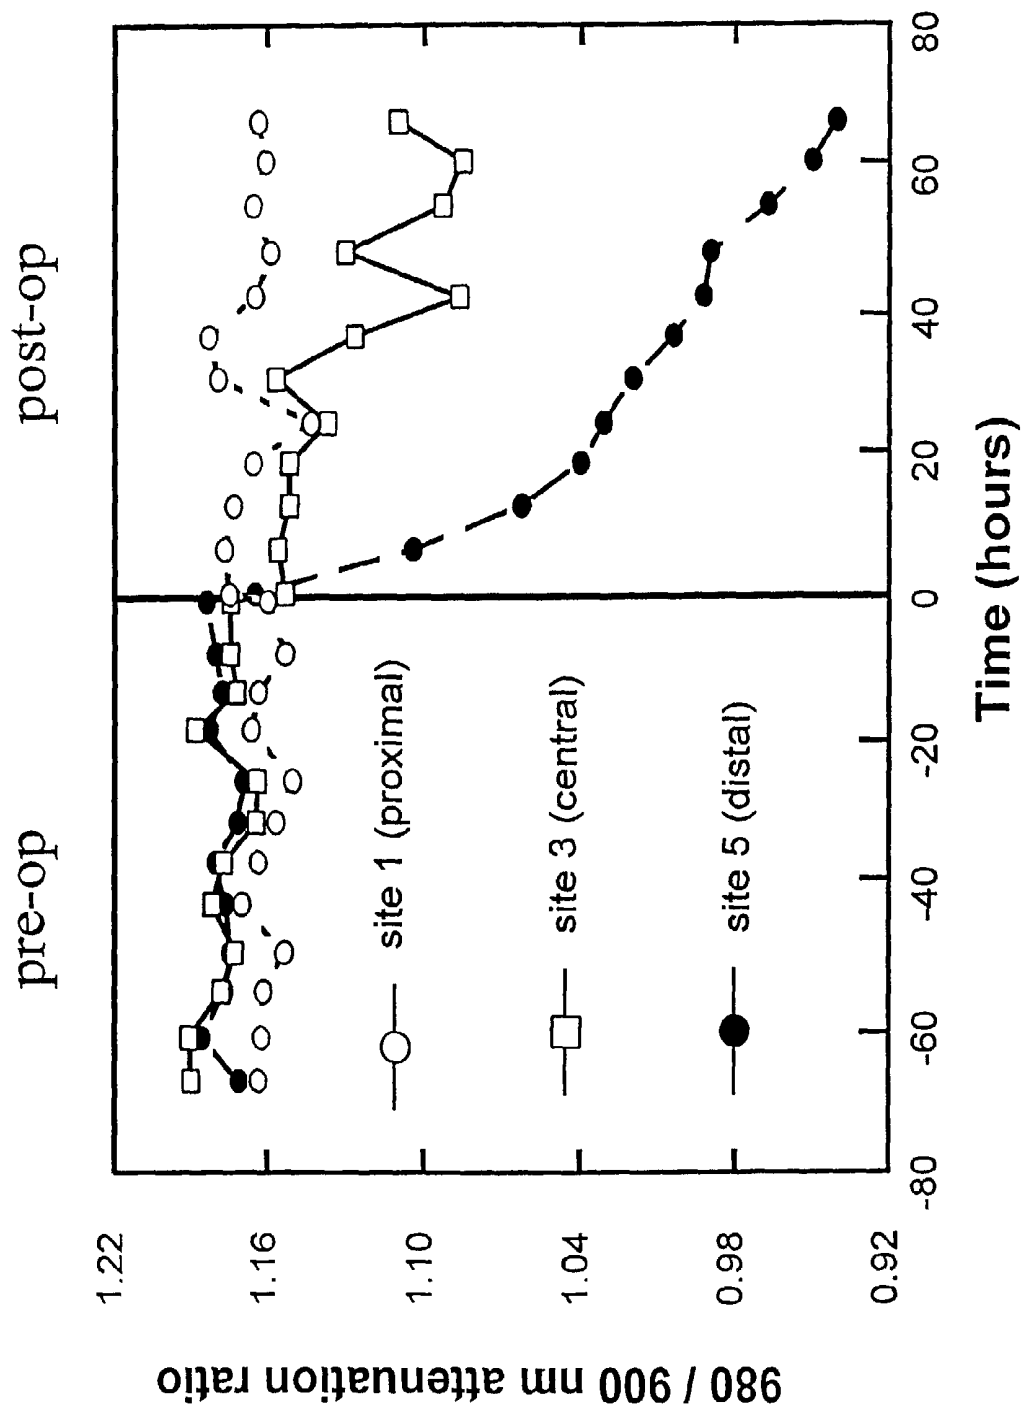 pre-op
post-op
980 / 900 nm attenuation ratio
1.22
1.16
1.10
1.04
0.98
0.92
site 1 (proximal)
site 3 (central)
site 5 (distal)
-80
-60
-40
-20
0
20
40
60
80
Time (hours)